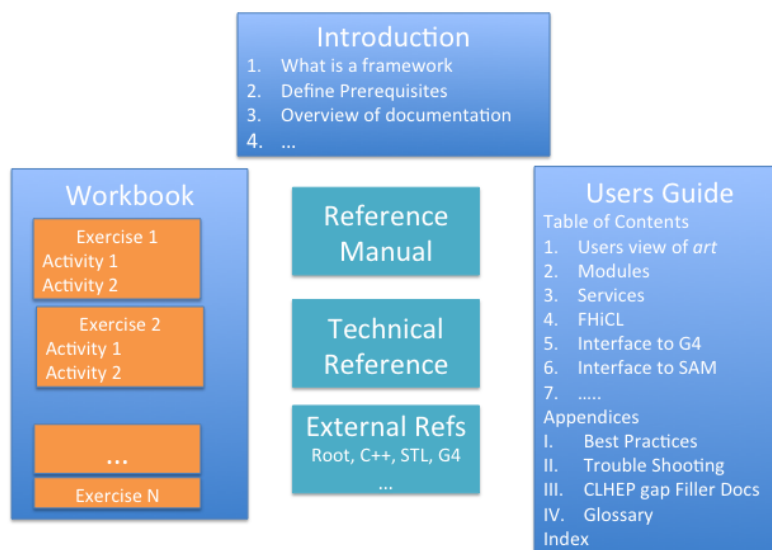 Introduction
1. What is a framework
2. Define Prerequisites
3. Overview of documentation
4. ...
Workbook
Exercise 1
Activity 1
Activity 2
Exercise 2
Activity 1
Activity 2
...
Exercise N
Reference
Manual
Technical
Reference
External Refs
Root, C++, STL, G4
...
Users Guide
Table of Contents
1. Users view of art
2. Modules
3. Services
4. FHiCL
5. Interface to G4
6. Interface to SAM
7. .....
Appendices
I. Best Practices
II. Trouble Shooting
III. CLHEP gap Filler Docs
IV. Glossary
Index